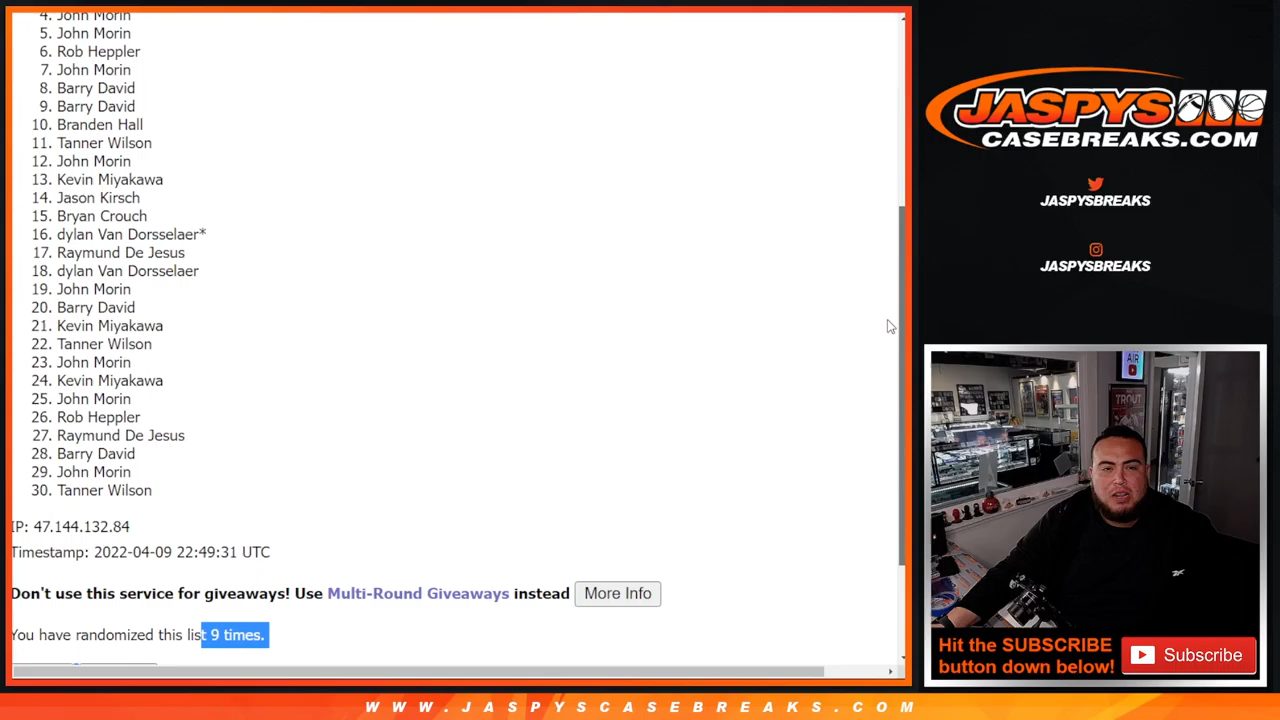 4. John Morin
5. John Morin
6. Rob Heppler
7. John Morin
8. Barry David
9. Barry David
10. Branden Hall
11. Tanner Wilson
12. John Morin
13. Kevin Miyakawa
14. Jason Kirsch
15. Bryan Crouch
16. dylan Van Dorsselaer*
17. Raymund De Jesus
18. dylan Van Dorsselaer
19. John Morin
20. Barry David
21. Kevin Miyakawa
22. Tanner Wilson
23. John Morin
24. Kevin Miyakawa
25. John Morin
26. Rob Heppler
27. Raymund De Jesus
28. Barry David
29. John Morin
30. Tanner Wilson
IP: 47.144.132.84
Timestamp: 2022-04-09 22:49:31 UTC
Don't use this service for giveaways! Use Multi-Round Giveaways instead More Info
You have randomized this list 9 times.
JASPYS
CASEBREAKS.COM
JASPYSBREAKS
JASPYSBREAKS
AIR
TROUT
Hit the SUBSCRIBE
button down below!
Subscribe
WWW.JASPYSCASEBREAKS.COM